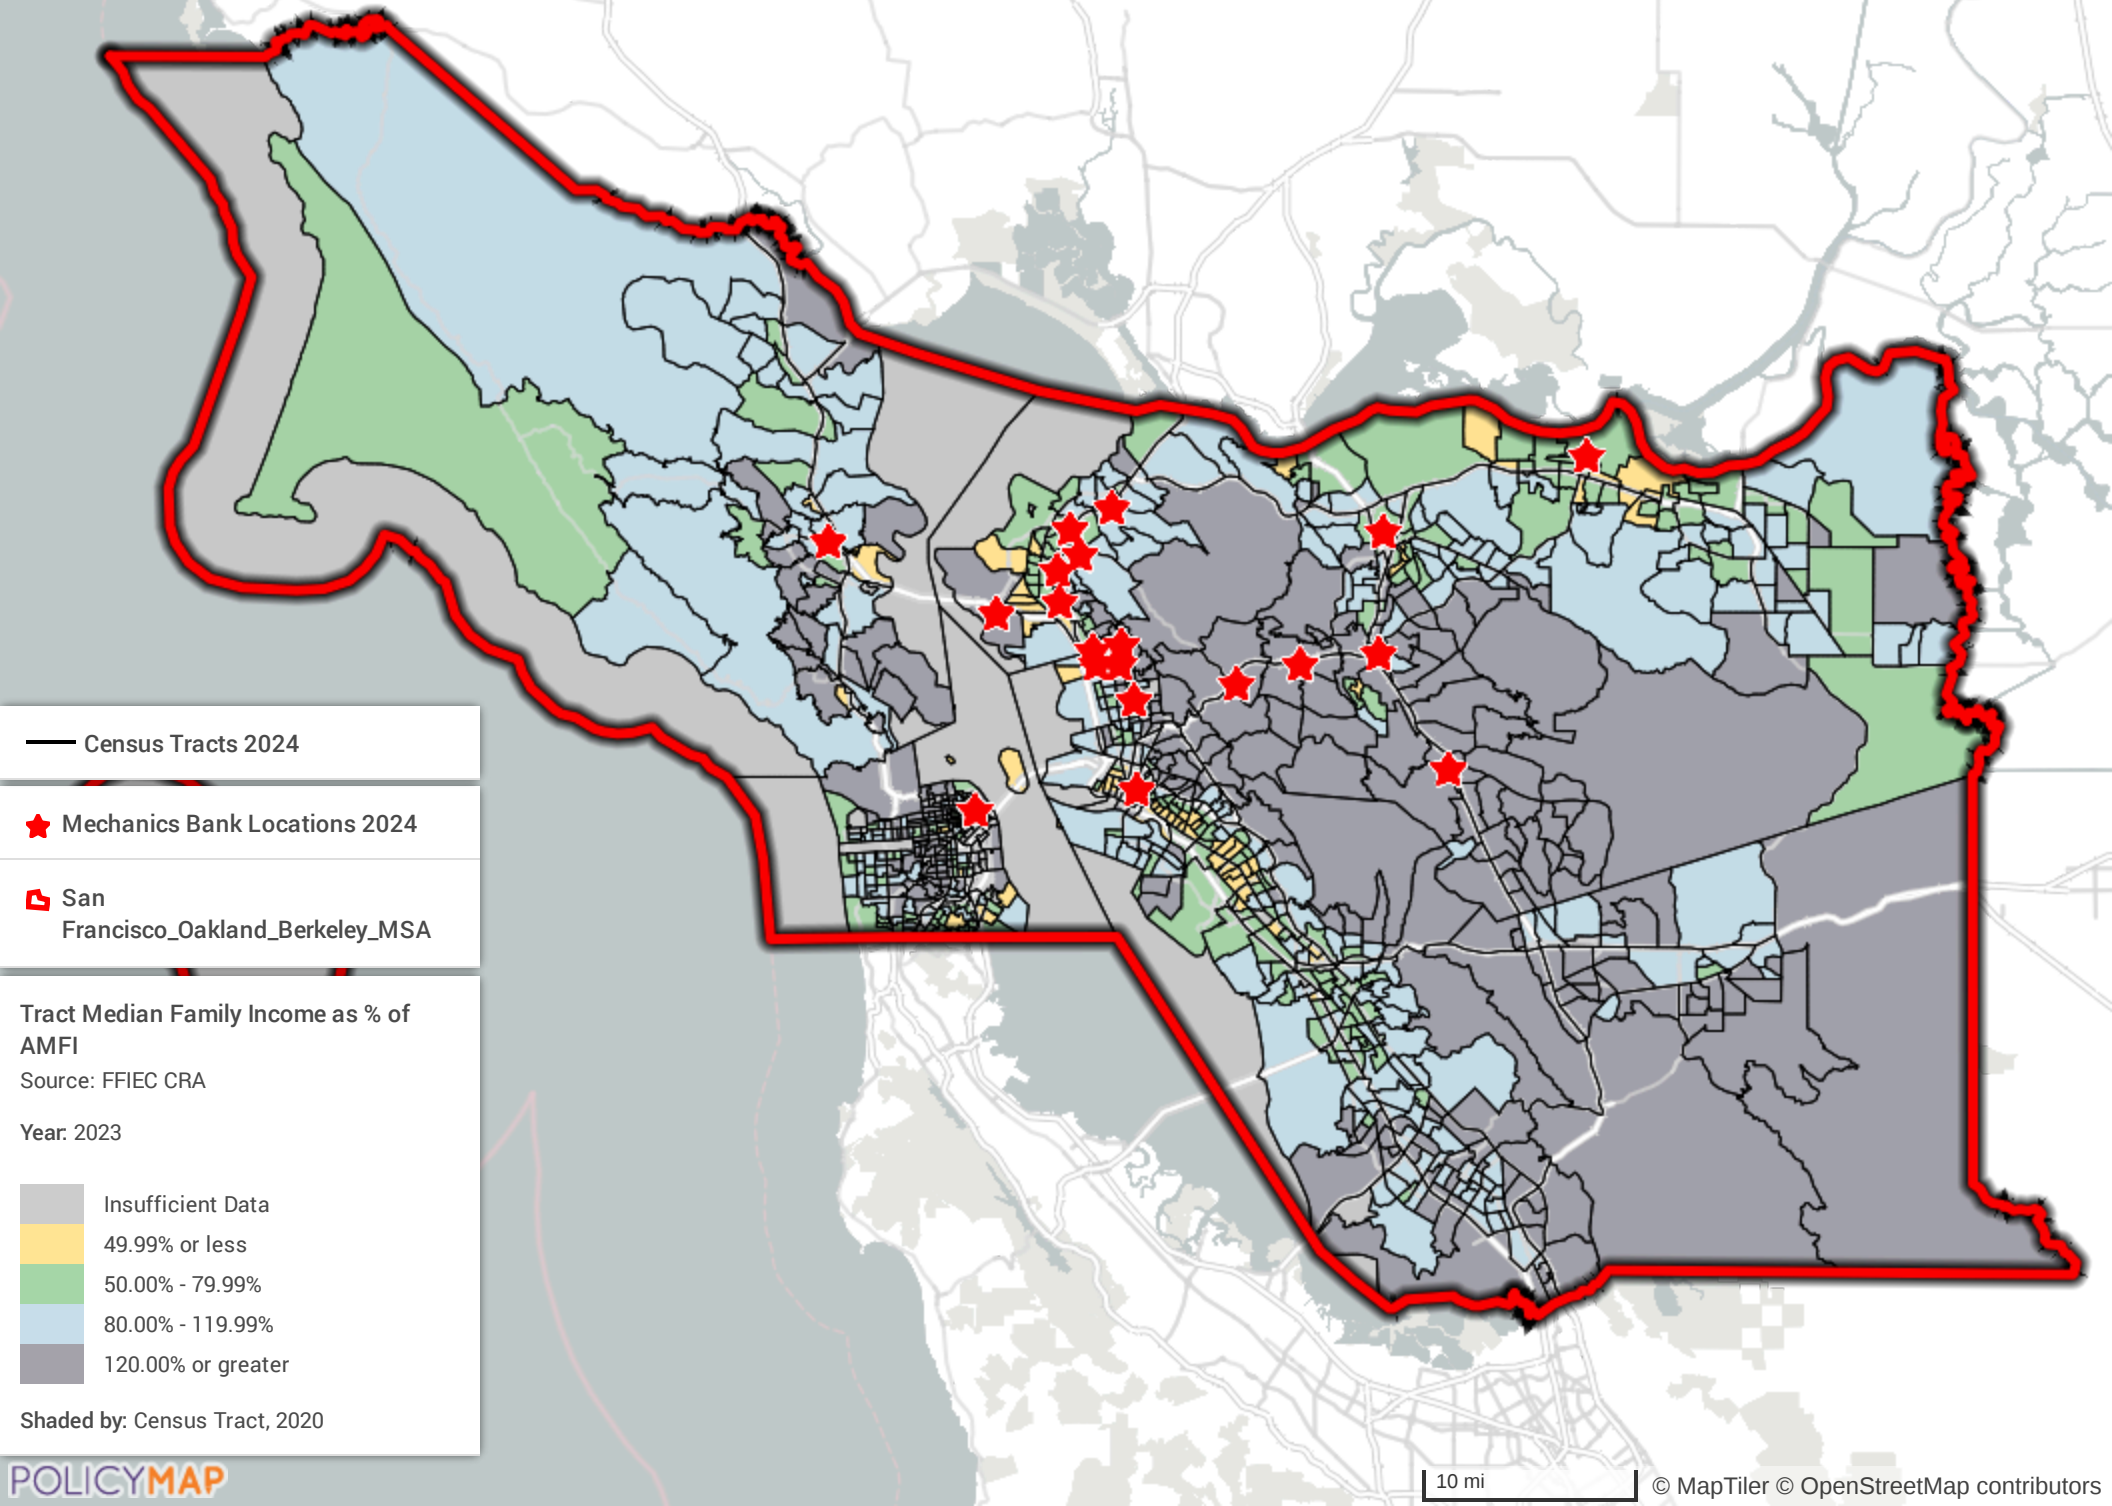 Census Tracts 2024
Mechanics Bank Locations 2024
San
Francisco_Oakland_Berkeley_MSA
Tract Median Family Income as % of
AMFI
Source: FFIEC CRA
Year: 2023
Insufficient Data
49.99% or less
50.00% - 79.99%
80.00% - 119.99%
120.00% or greater
Shaded by: Census Tract, 2020
POLICYMAP
10 mi
© MapTiler © OpenStreetMap contributors